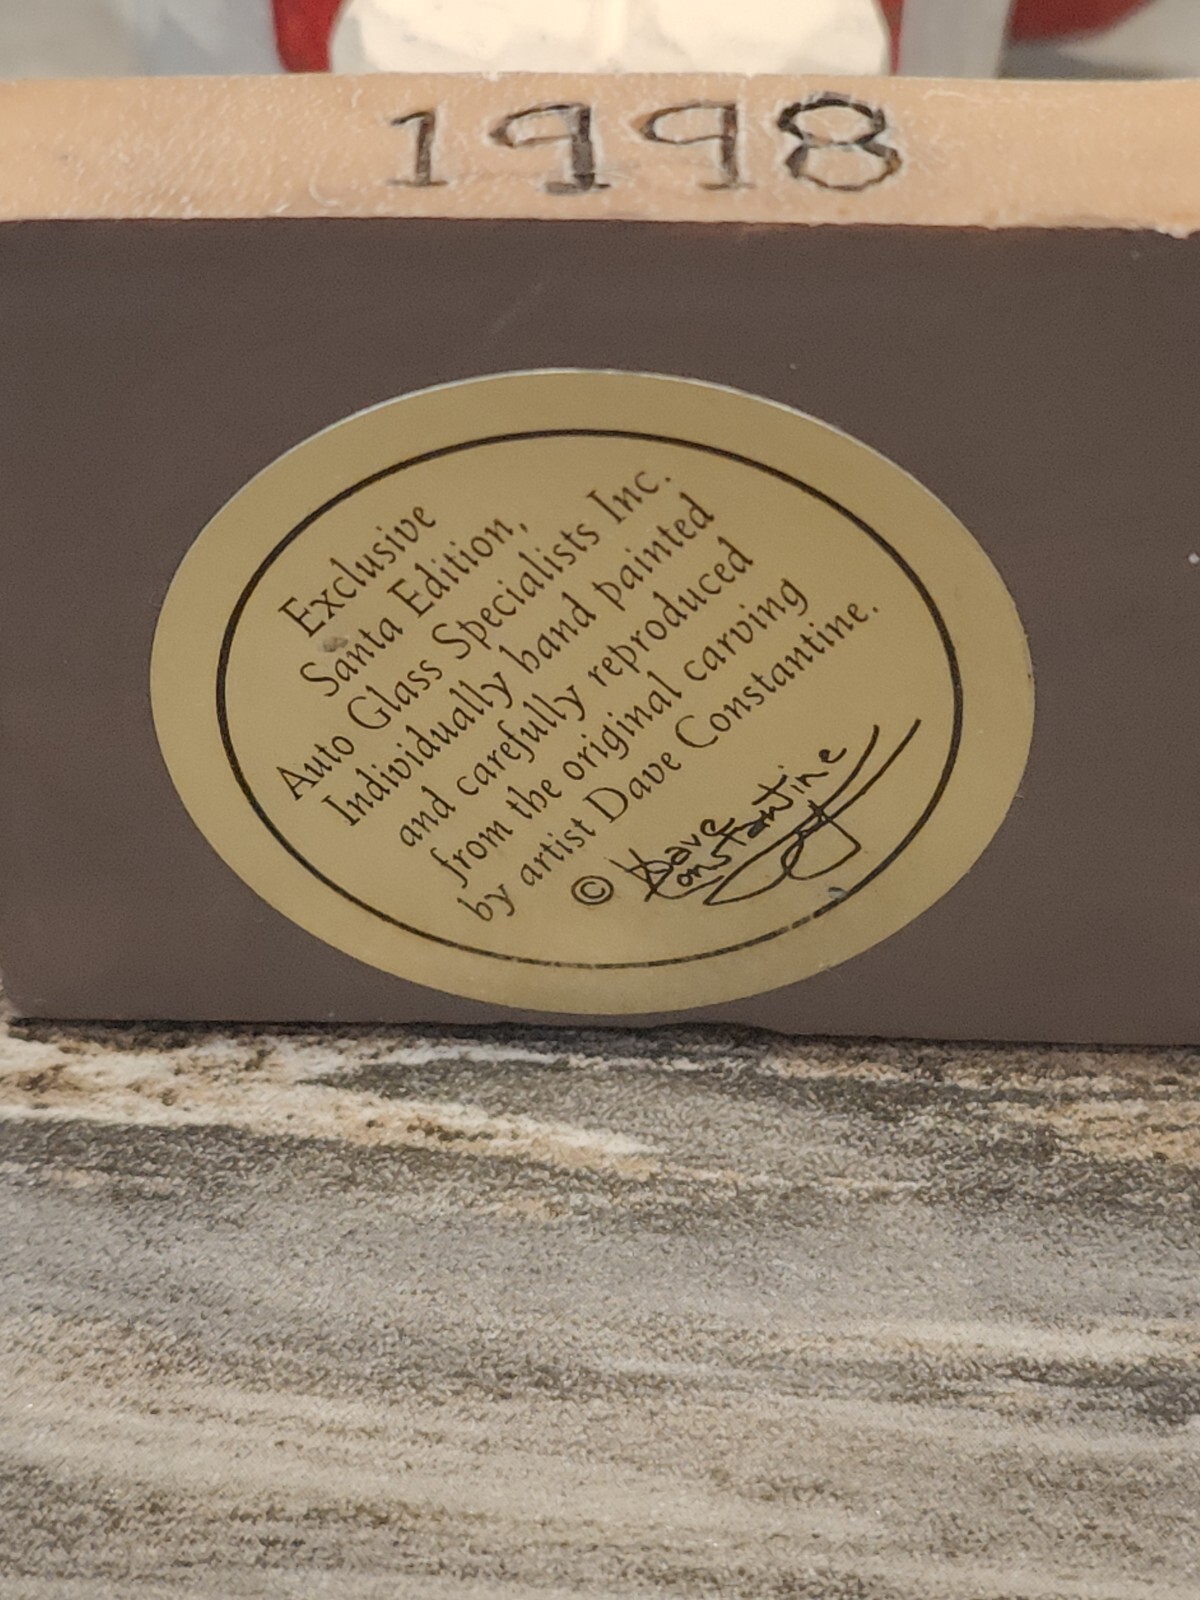 1998
Exclusive
Santa Edition,
Auto Glass Specialists Inc.
Individually hand painted
and carefully reproduced
from the original carving
by artist Dave Constantine.
© Dave
Constantine